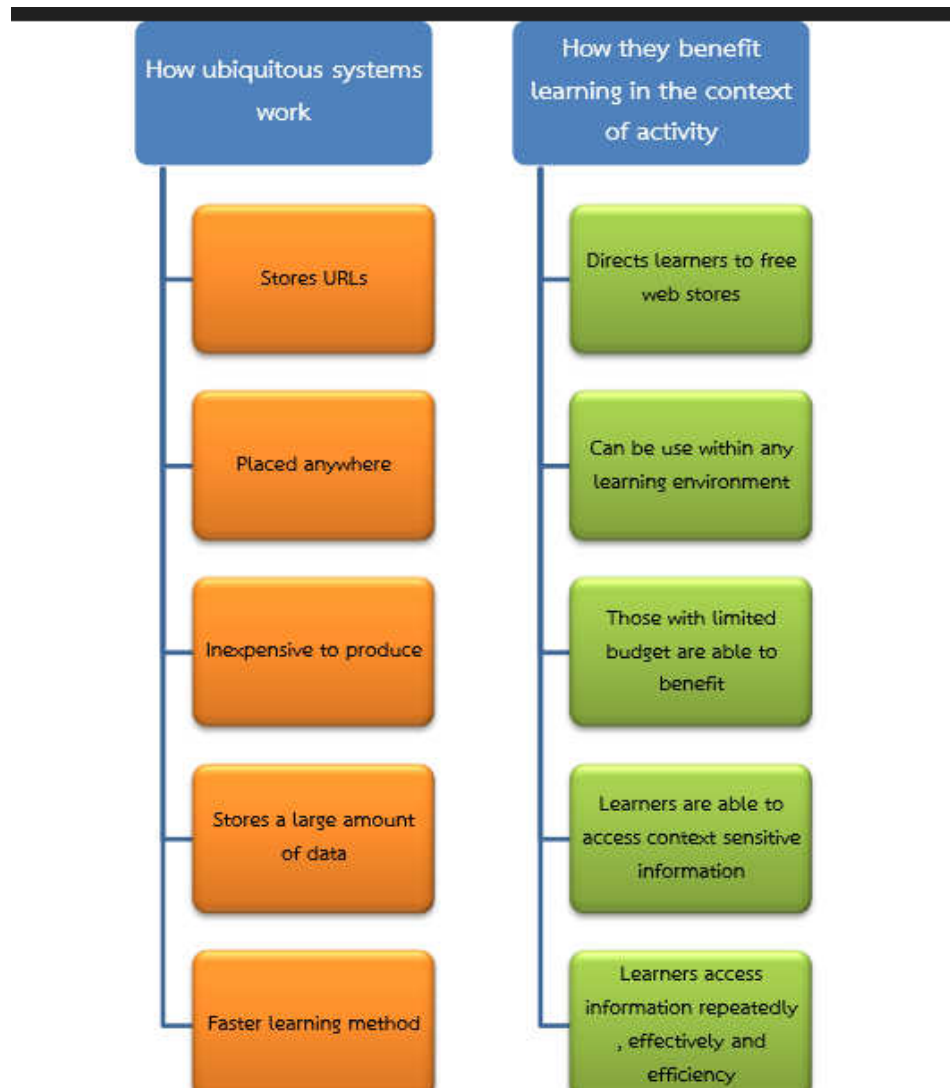 How ubiquitous systems
work
Stores URLs
Placed anywhere
Inexpensive to produce
Stores a large amount
of data
Faster learning method
How they benefit
learning in the context
of activity
Directs learners to free
web stores
Can be use within any
learning environment
Those with limited
budget are able to
benefit
Learners are able to
access context sensitive
information
Learners access
information repeatedly
, effectively and
efficiency